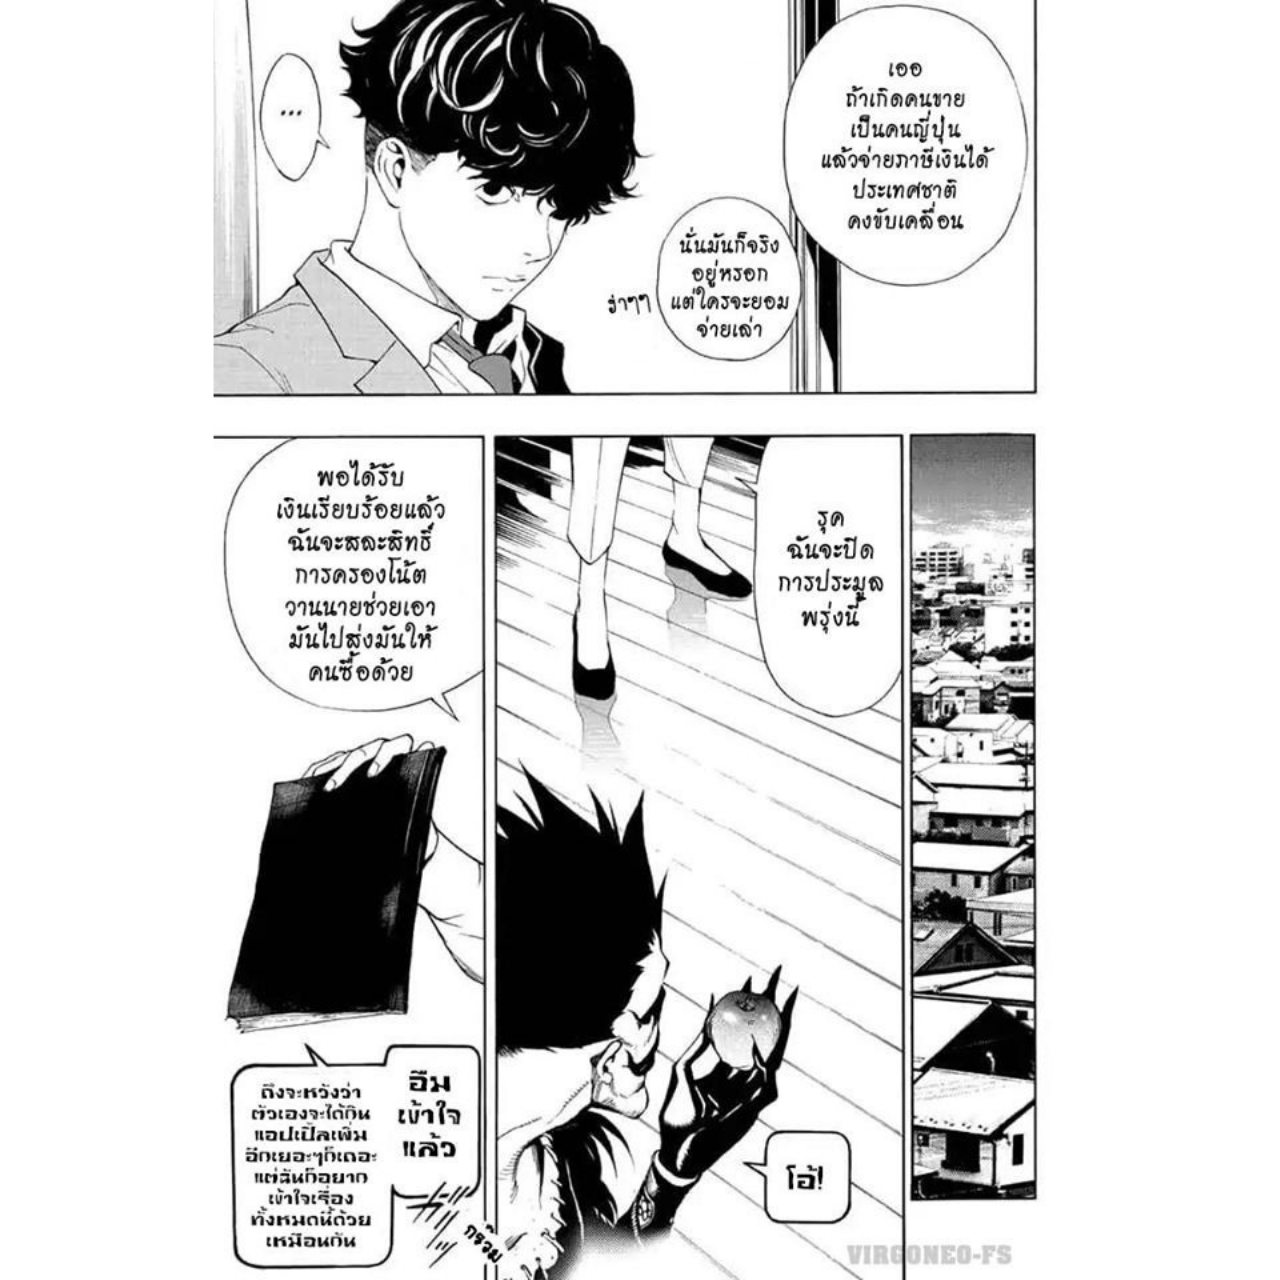 เออ
ถ้าเกิดคนขาย
เป็นคนญี่ปุ่น
แล้วจ่ายภาษีเงินได้
ประเทศชาติ
คงขับเคลื่อน
นั่นมันก็จริง
อยู่หรอก
แต่ใครจะยอม
จ่ายเล่า
ว่าๆๆ
...
รุค
ฉันจะปิด
การประมูล
พรุ่งนี้
โอ้!
พอได้รับ
เงินเรียบร้อยแล้ว
ฉันจะสละสิทธิ์
การครองโน้ต
วานนายช่วยเอา
มันไปส่งมันให้
คนซื้อด้วย
อืม
เข้าใจ
แล้ว
ถึงจะหวังว่า
ตัวเองจะได้กิน
แอปเปิ้ลเพิ่ม
อีกเยอะๆก็เถอะ
แต่ฉันก็อยาก
เข้าใจเรื่อง
ทั้งหมดนี้ด้วย
เหมือนกัน
กร้วม
VIRGONEO-FS